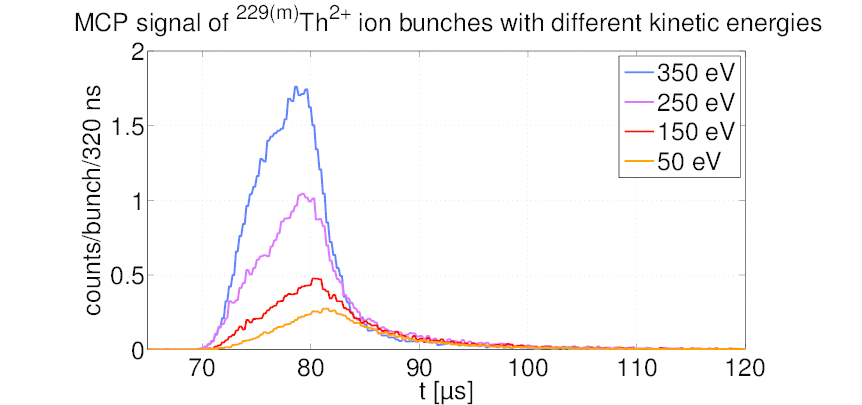 MCP signal of ²²⁹⁽ᵐ⁾Th²⁺ ion bunches with different kinetic energies
2
1.5
1
0.5
0
counts/bunch/320 ns
350 eV
250 eV
150 eV
50 eV
70 80 90 100 110 120
t [µs]